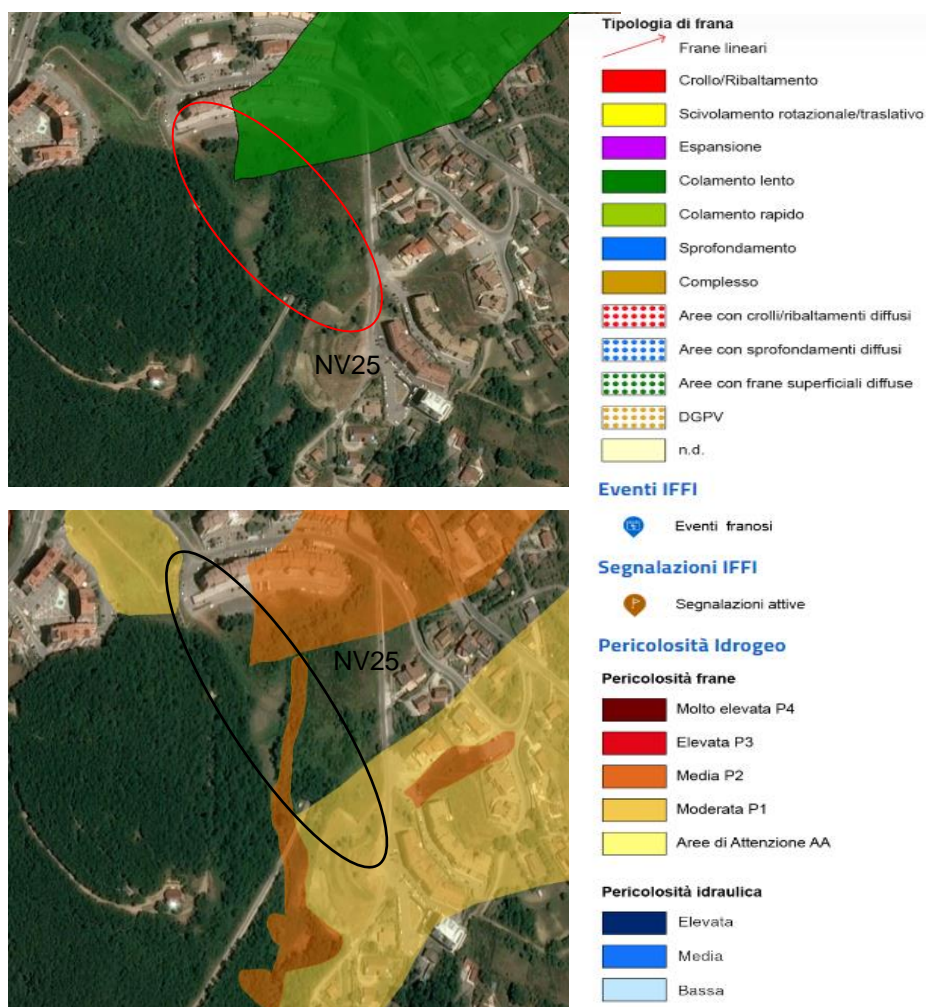 NV25
NV25
Tipologia di frana
Frane lineari
Crollo/Ribaltamento
Scivolamento rotazionale/traslativo
Espansione
Colamento lento
Colamento rapido
Sprofondamento
Complesso
Aree con crolli/ribaltamenti diffusi
Aree con sprofondamenti diffusi
Aree con frane superficiali diffuse
DGPV
n.d.
Eventi IFFI
Eventi franosi
Segnalazioni IFFI
Segnalazioni attive
Pericolosità Idrogeo
Pericolosità frane
Molto elevata P4
Elevata P3
Media P2
Moderata P1
Aree di Attenzione AA
Pericolosità idraulica
Elevata
Media
Bassa